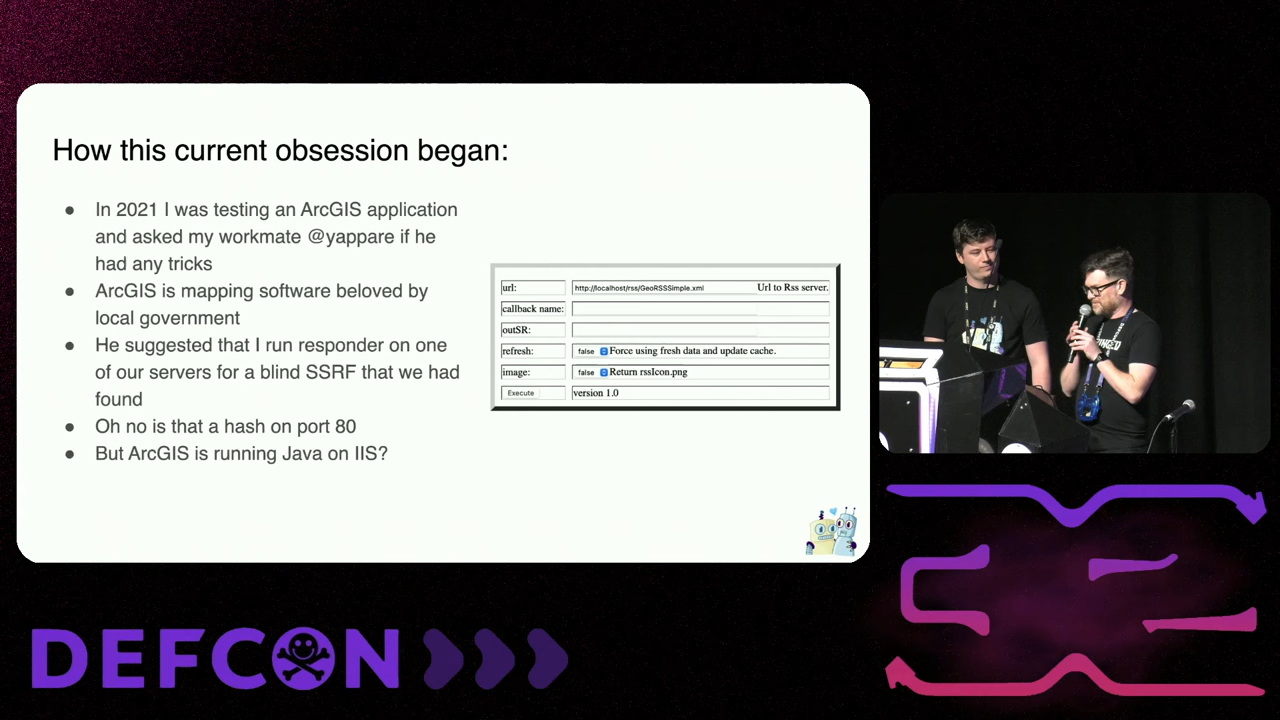 How this current obsession began:
● In 2021 I was testing an ArcGIS application
and asked my workmate @yappare if he
had any tricks
● ArcGIS is mapping software beloved by
local government
● He suggested that I run responder on one
of our servers for a blind SSRF that we had
found
● Oh no is that a hash on port 80
● But ArcGIS is running Java on IIS?
url: http://localhost/rss/GeoRSSSimple.xml Url to Rss server.
callback name:
outSR:
refresh: false Force using fresh data and update cache.
image: false Return rssIcon.png
Execute version 1.0
DEFCON